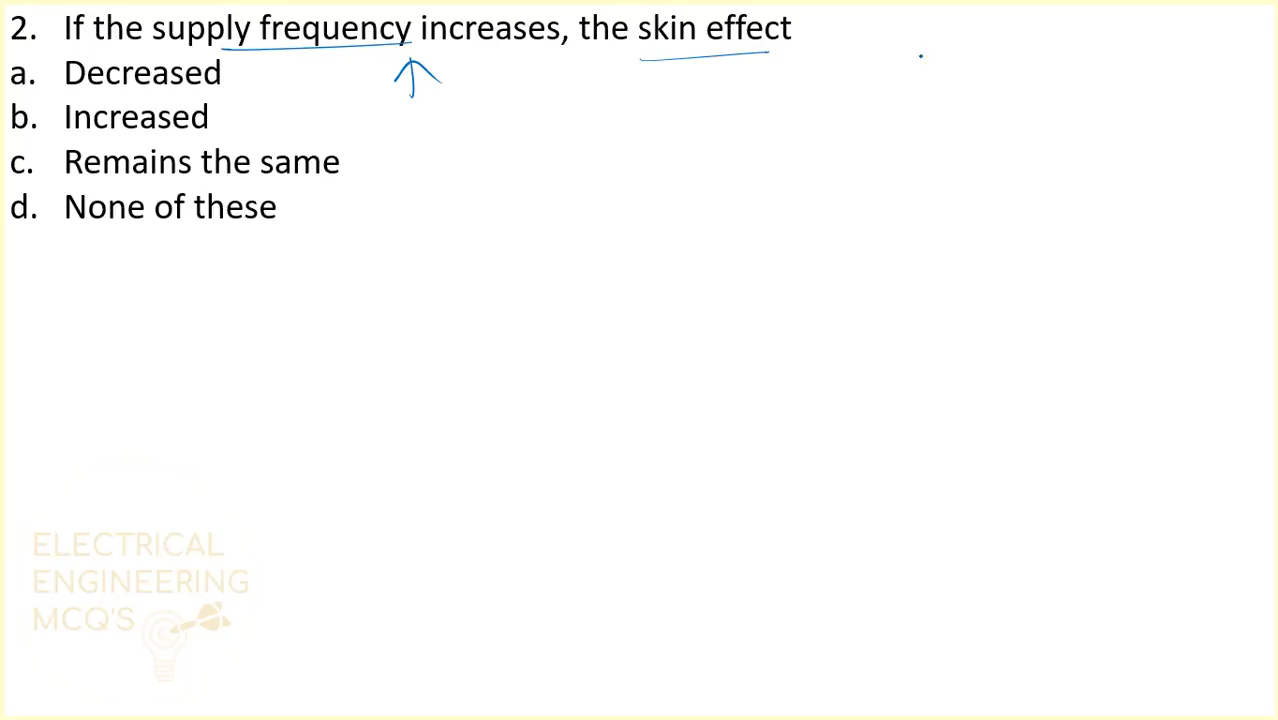 2. If the supply frequency increases, the skin effect
a. Decreased
b. Increased
c. Remains the same
d. None of these
ELECTRICAL
ENGINEERING
MCQ'S